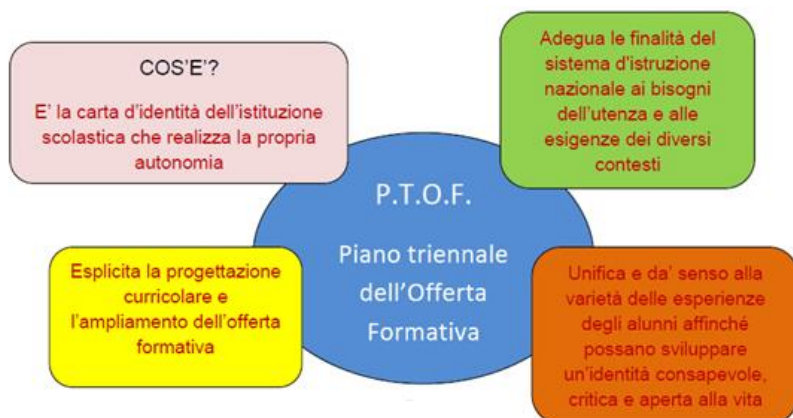 COS'E'?
E' la carta d'identità dell'istituzione
scolastica che realizza la propria
autonomia
Adegua le finalità del
sistema d'istruzione
nazionale ai bisogni
dell'utenza e alle
esigenze dei diversi
contesti
P.T.O.F.
Piano triennale
dell'Offerta
Formativa
Esplicita la progettazione
curricolare e
l'ampliamento dell'offerta
formativa
Unifica e da' senso alla
varietà delle esperienze
degli alunni affinché
possano sviluppare
un'identità consapevole,
critica e aperta alla vita